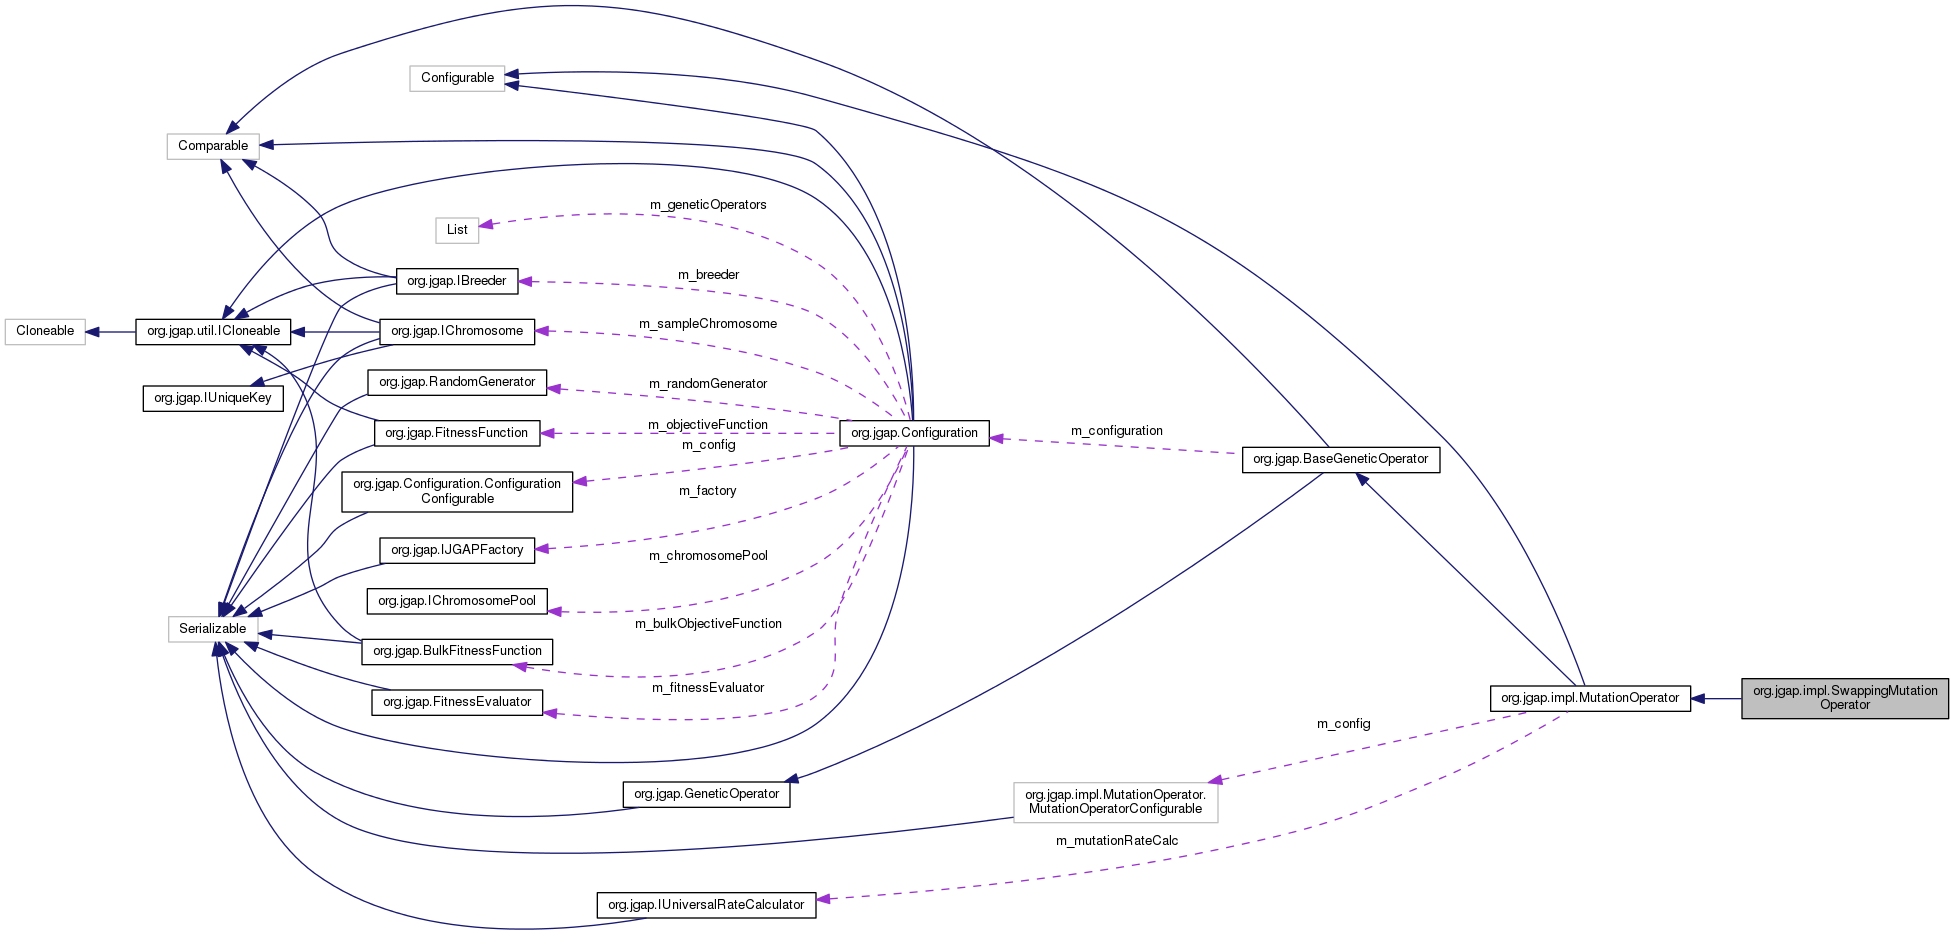 Configurable
Comparable
m_geneticOperators
List
m_breeder
org.jgap.IBreeder
m_sampleChromosome
Cloneable
org.jgap.util.ICloneable
org.jgap.IChromosome
m_randomGenerator
org.jgap.RandomGenerator
org.jgap.IUniqueKey
m_objectiveFunction
org.jgap.FitnessFunction
org.jgap.Configuration
m_configuration
org.jgap.BaseGeneticOperator
m_config
org.jgap.Configuration.Configuration
Configurable
m_factory
org.jgap.IJGAPFactory
m_chromosomePool
org.jgap.IChromosomePool
Serializable
m_bulkObjectiveFunction
org.jgap.BulkFitnessFunction
m_fitnessEvaluator
org.jgap.FitnessEvaluator
org.jgap.impl.MutationOperator
org.jgap.impl.SwappingMutation
Operator
m_config
org.jgap.GeneticOperator
org.jgap.impl.MutationOperator.
MutationOperatorConfigurable
m_mutationRateCalc
org.jgap.IUniversalRateCalculator